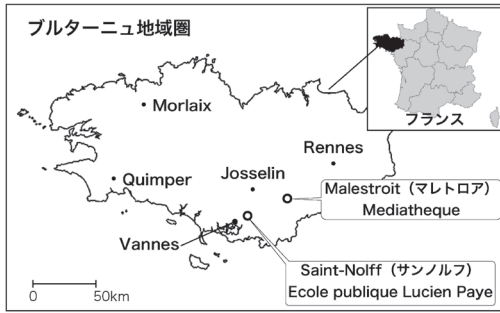 ブルターニュ地域圏
フランス
Morlaix
Rennes
Josselin
Quimper
Malestroit（マレトロア）
Mediatheque
Vannes
Saint-Nolff（サンノルフ）
Ecole publique Lucien Paye
0
50km